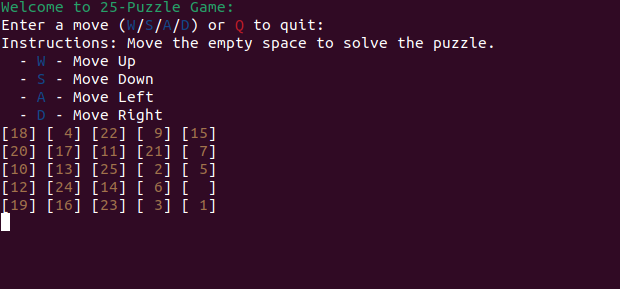 Welcome to 25-Puzzle Game:
Enter a move (W/S/A/D) or Q to quit:
Instructions: Move the empty space to solve the puzzle.
  - W - Move Up
  - S - Move Down
  - A - Move Left
  - D - Move Right
[18] [ 4] [22] [ 9] [15]
[20] [17] [11] [21] [ 7]
[10] [13] [25] [ 2] [ 5]
[12] [24] [14] [ 6] [  ]
[19] [16] [23] [ 3] [ 1]